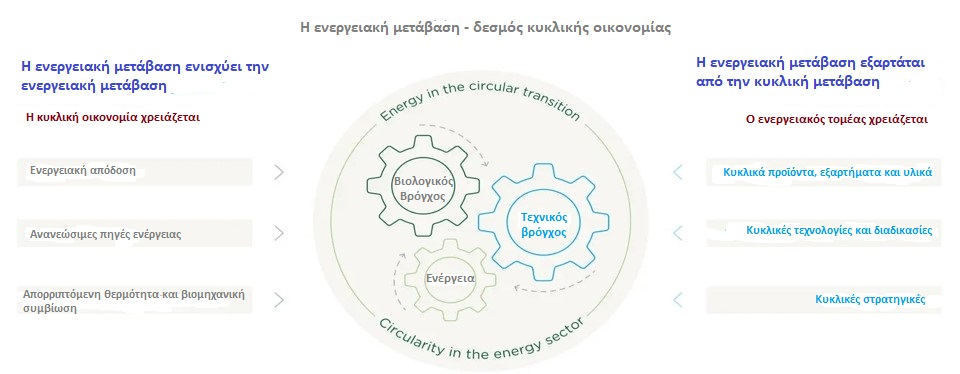 Η ενεργειακή μετάβαση - δεσμός κυκλικής οικονομίας
Η ενεργειακή μετάβαση ενισχύει την
ενεργειακή μετάβαση
Η κυκλική οικονομία χρειάζεται
Ενεργειακή απόδοση
Ανανεώσιμες πηγές ενέργειας
Απορριπτόμενη θερμότητα και βιομηχανική
συμβίωση
Energy in the circular transition
Βιολογικός
Βρόγχος
Τεχνικός
βρόγχος
Ενέργεια
Circularity in the energy sector
Η ενεργειακή μετάβαση εξαρτάται
από την κυκλική μετάβαση
Ο ενεργειακός τομέας χρειάζεται
Κυκλικά προϊόντα, εξαρτήματα και υλικά
Κυκλικές τεχνολογίες και διαδικασίες
Κυκλικές στρατηγικές